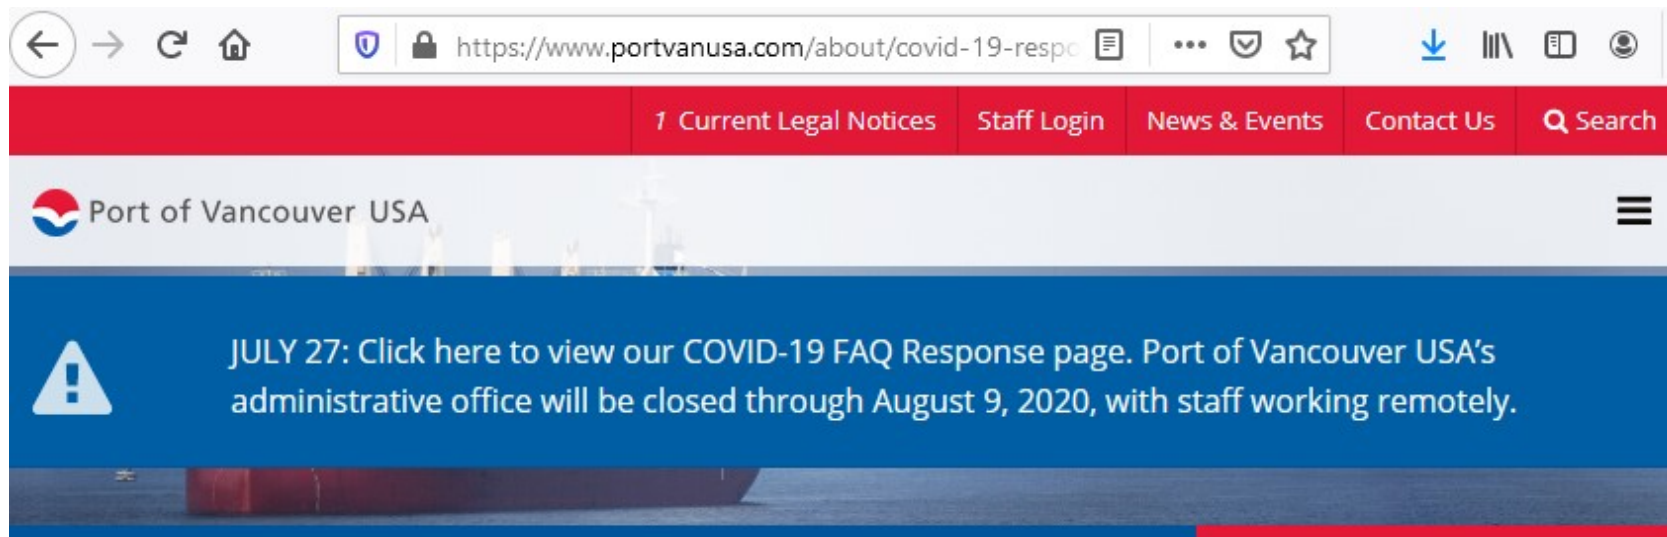 https://www.portvanusa.com/about/covid-19-respo
1 Current Legal Notices Staff Login News & Events Contact Us Search
Port of Vancouver USA
JULY 27: Click here to view our COVID-19 FAQ Response page. Port of Vancouver USA’s
administrative office will be closed through August 9, 2020, with staff working remotely.